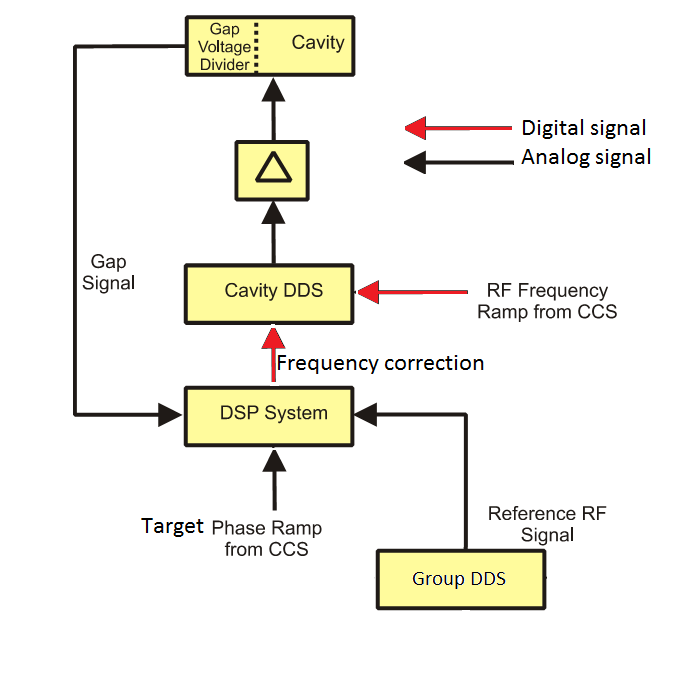 Gap
Voltage
Divider
Cavity
Digital signal
Analog signal
Gap
Signal
Cavity DDS
RF Frequency
Ramp from CCS
Frequency correction
DSP System
Target Phase Ramp
from CCS
Reference RF
Signal
Group DDS